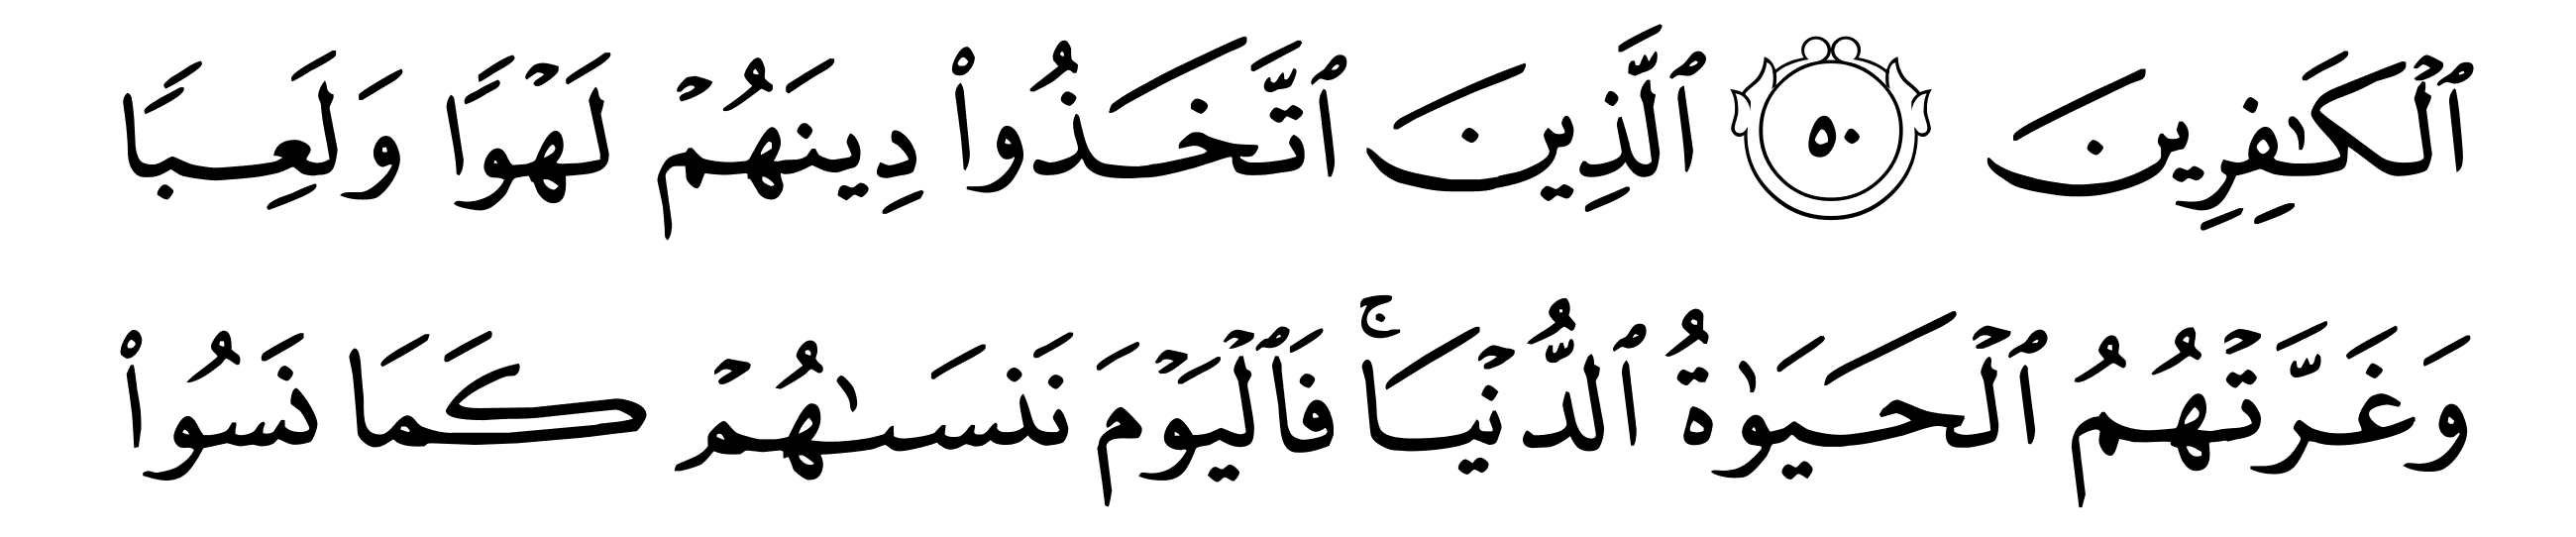 ٱلۡكَٰفِرِينَ ٥٠ ٱلَّذِينَ ٱتَّخَذُواْ دِينَهُمۡ لَهۡوٗا وَلَعِبٗا
وَغَرَّتۡهُمُ ٱلۡحَيَوٰةُ ٱلدُّنۡيَاۚ فَٱلۡيَوۡمَ نَنسَىٰهُمۡ كَمَا نَسُواْ